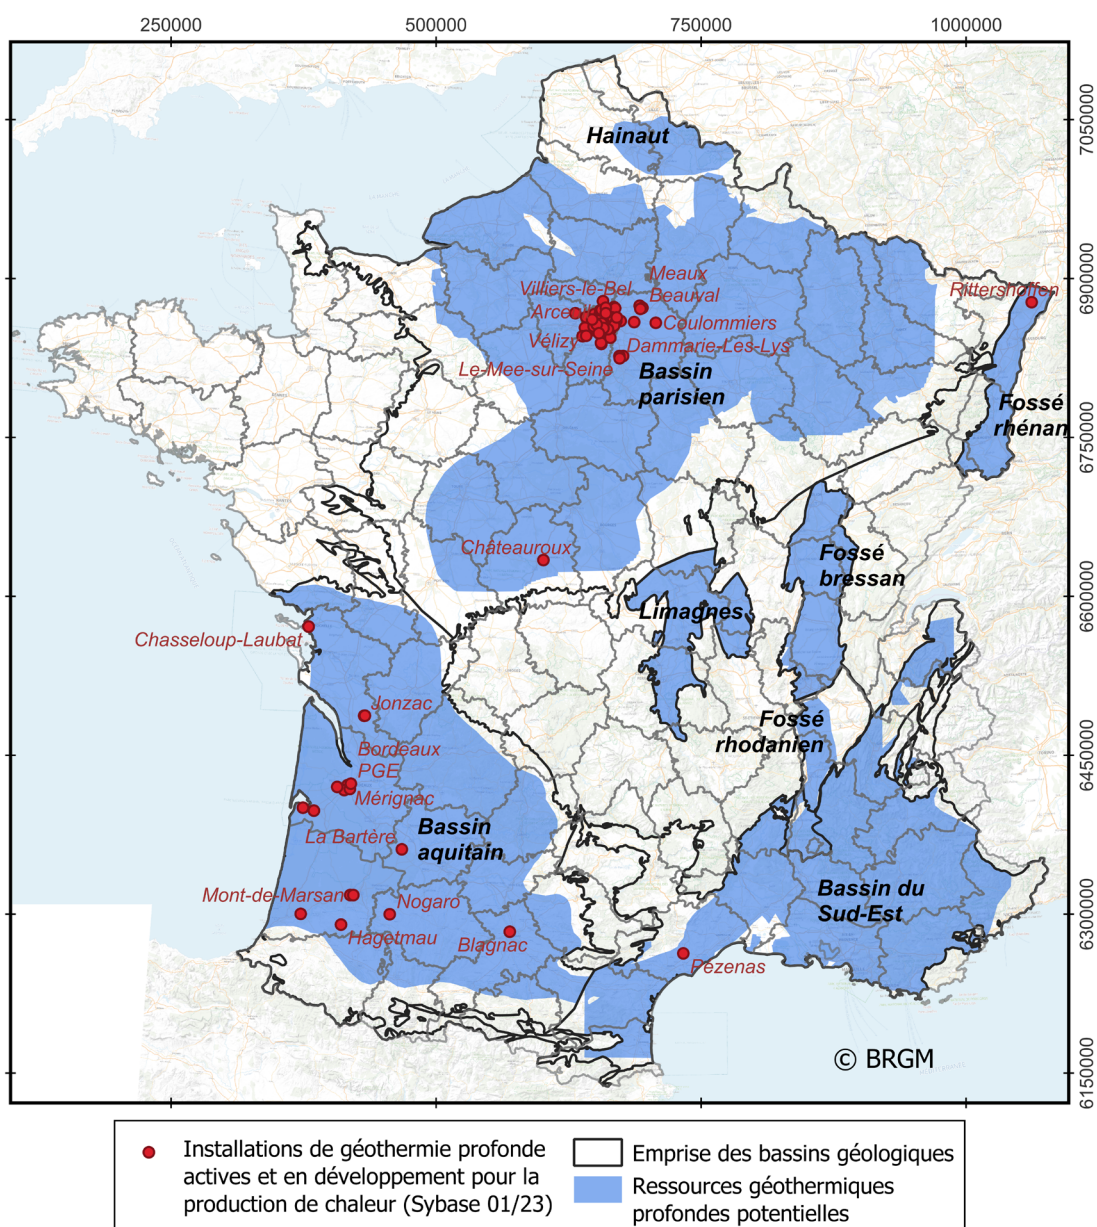 250000
500000
750000
1000000
7050000
6900000
6750000
6600000
6450000
6300000
6150000
Hainaut
Meaux
Villiers-le-Bel
Beauval
Rittershoffen
Coulommiers
Vélizy
Dammarie-Les-Lys
Le-Mee-sur-Seine
Bassin
parisien
Fossé
rhénan
Châteauroux
Fossé
bressan
Limagnes
Chasseloup-Laubat
Jonzac
Fossé
rhodanien
Bordeaux
PGE
Mérignac
La Bartère
Bassin
aquitain
Mont-de-Marsan
Nogaro
Bassin du
Sud-Est
Hagetmau
Blagnac
Pezenas
© BRGM
Installations de géothermie profonde
actives et en développement pour la
production de chaleur (Sybase 01/23)
Emprise des bassins géologiques
Ressources géothermiques
profondes potentielles